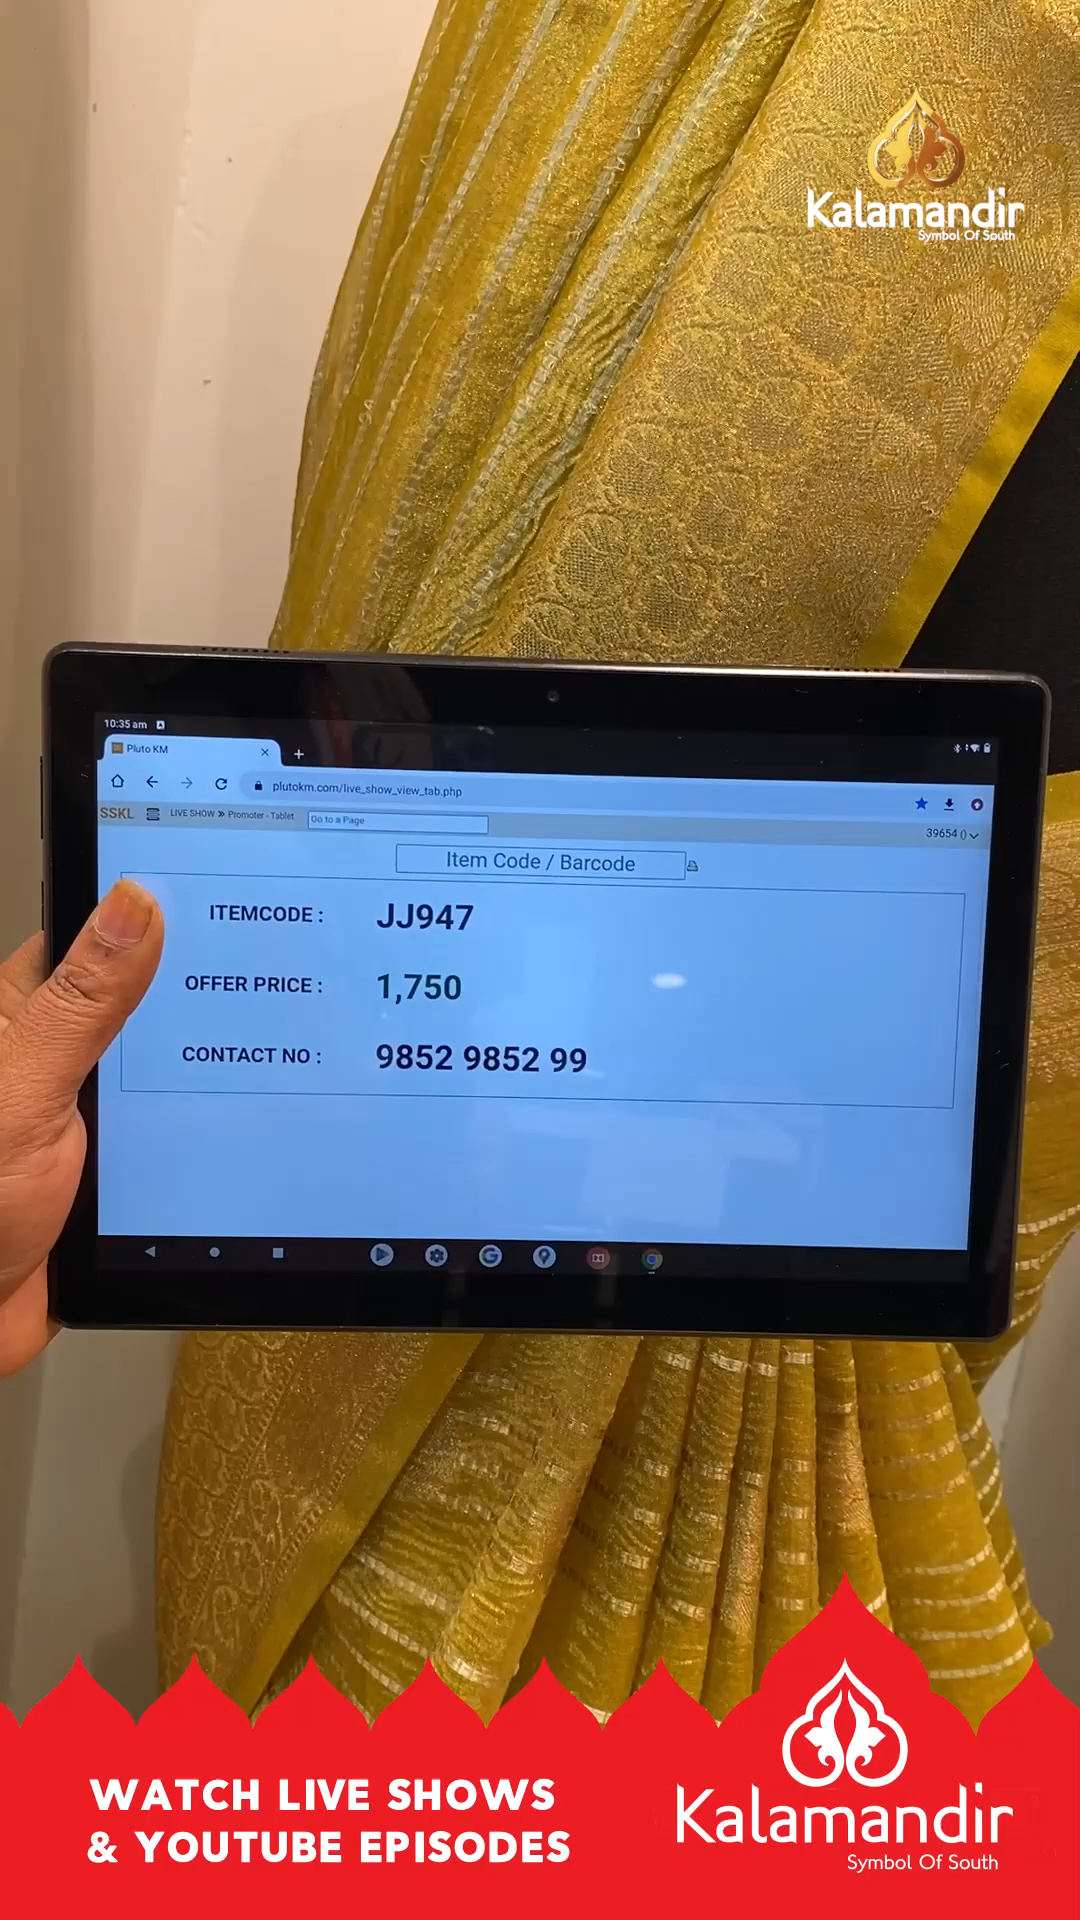 Kalamandir
Symbol Of South
10:35 am
Pluto KM
plutokm.com/live_show_view_tab.php
SSKL
LIVE SHOW » Promoter - Tablet
Go to a Page
39654 ()
Item Code / Barcode
ITEMCODE : JJ947
OFFER PRICE : 1,750
CONTACT NO : 9852 9852 99
WATCH LIVE SHOWS
& YOUTUBE EPISODES
Kalamandir
Symbol Of South